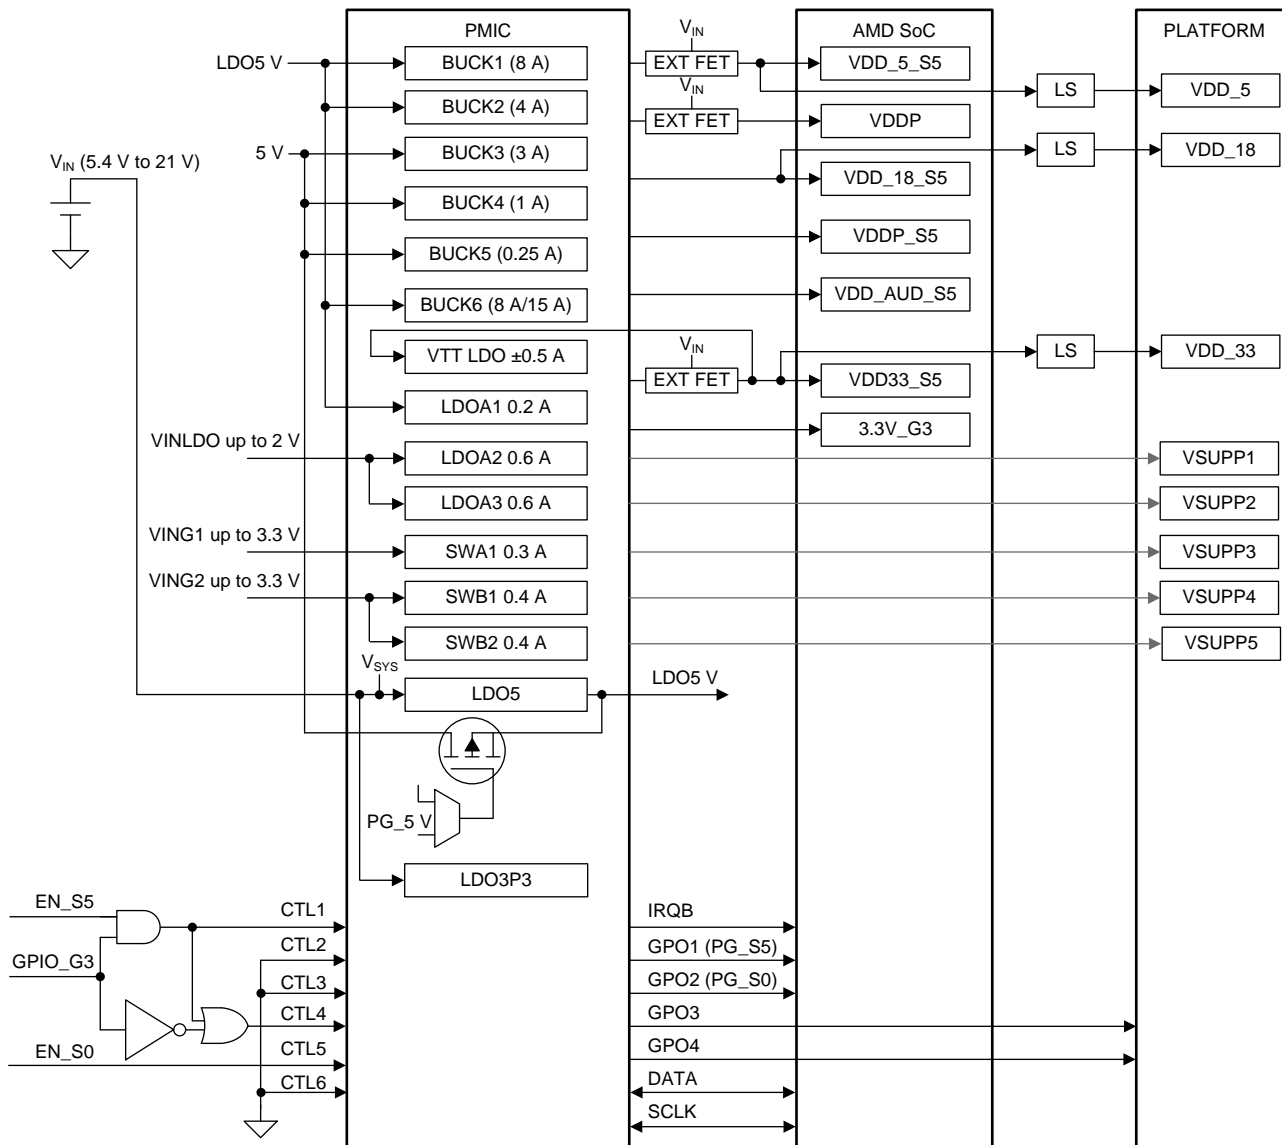 PMIC
AMD SoC
PLATFORM
LDO5 V
BUCK1 (8 A)
VIN
EXT FET
VDD_5_S5
LS
VDD_5
BUCK2 (4 A)
VIN
EXT FET
VDDP
5 V
BUCK3 (3 A)
LS
VDD_18
VIN (5.4 V to 21 V)
VDD_18_S5
BUCK4 (1 A)
VDDP_S5
BUCK5 (0.25 A)
VDD_AUD_S5
BUCK6 (8 A/15 A)
VTT LDO ±0.5 A
VIN
EXT FET
LS
VDD_33
VDD33_S5
LDOA1 0.2 A
3.3V_G3
VINLDO up to 2 V
LDOA2 0.6 A
VSUPP1
LDOA3 0.6 A
VSUPP2
VING1 up to 3.3 V
SWA1 0.3 A
VSUPP3
VING2 up to 3.3 V
SWB1 0.4 A
VSUPP4
SWB2 0.4 A
VSUPP5
VSYS
LDO5
LDO5 V
PG_5 V
LDO3P3
EN_S5
CTL1
IRQB
CTL2
GPO1 (PG_S5)
GPIO_G3
CTL3
GPO2 (PG_S0)
CTL4
GPO3
EN_S0
CTL5
GPO4
CTL6
DATA
SCLK